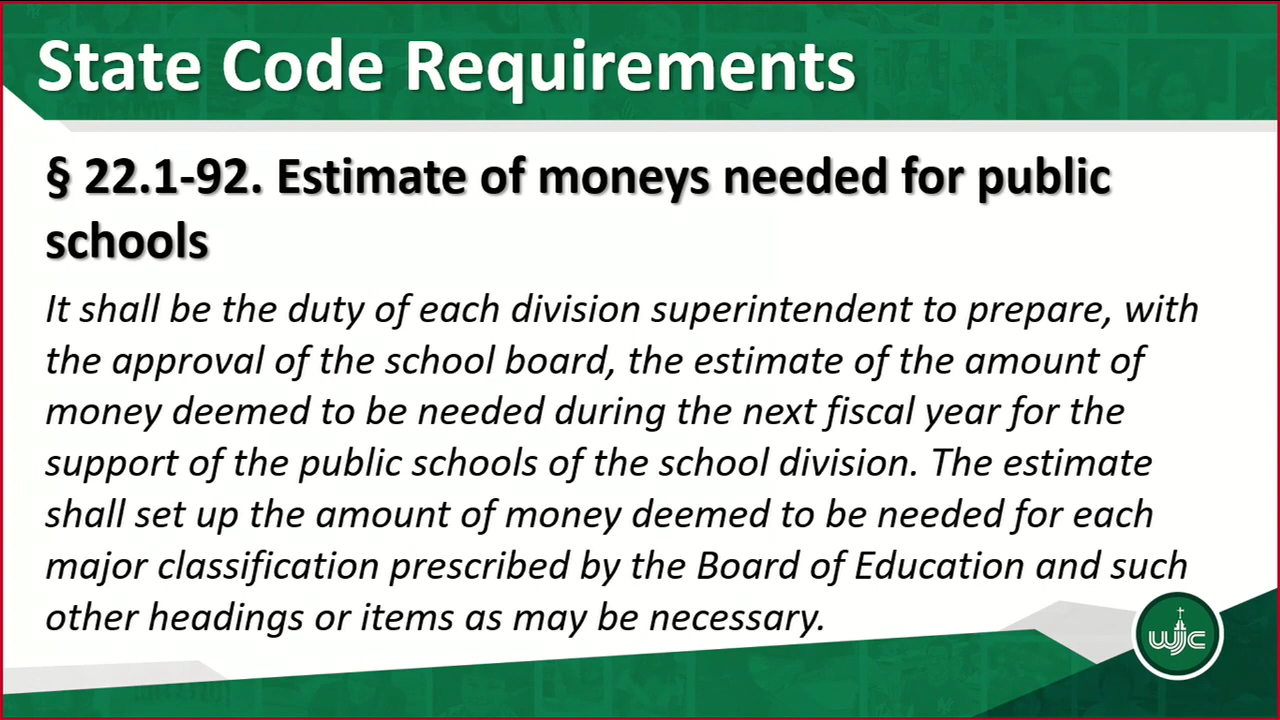 State Code Requirements
§ 22.1-92. Estimate of moneys needed for public
schools
It shall be the duty of each division superintendent to prepare, with
the approval of the school board, the estimate of the amount of
money deemed to be needed during the next fiscal year for the
support of the public schools of the school division. The estimate
shall set up the amount of money deemed to be needed for each
major classification prescribed by the Board of Education and such
other headings or items as may be necessary.
WJC